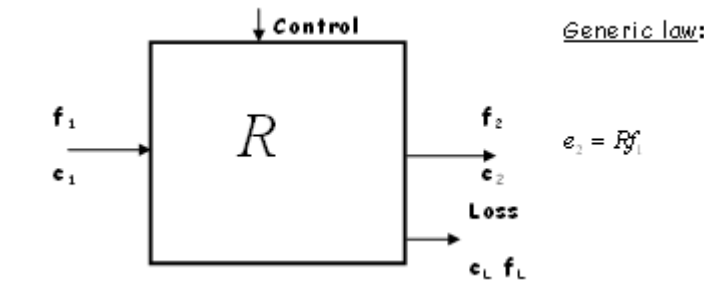 Control
Generic law:
f₁
R
f₂
e₂ = Rf₁
e₁
e₂
Loss
e_L f_L